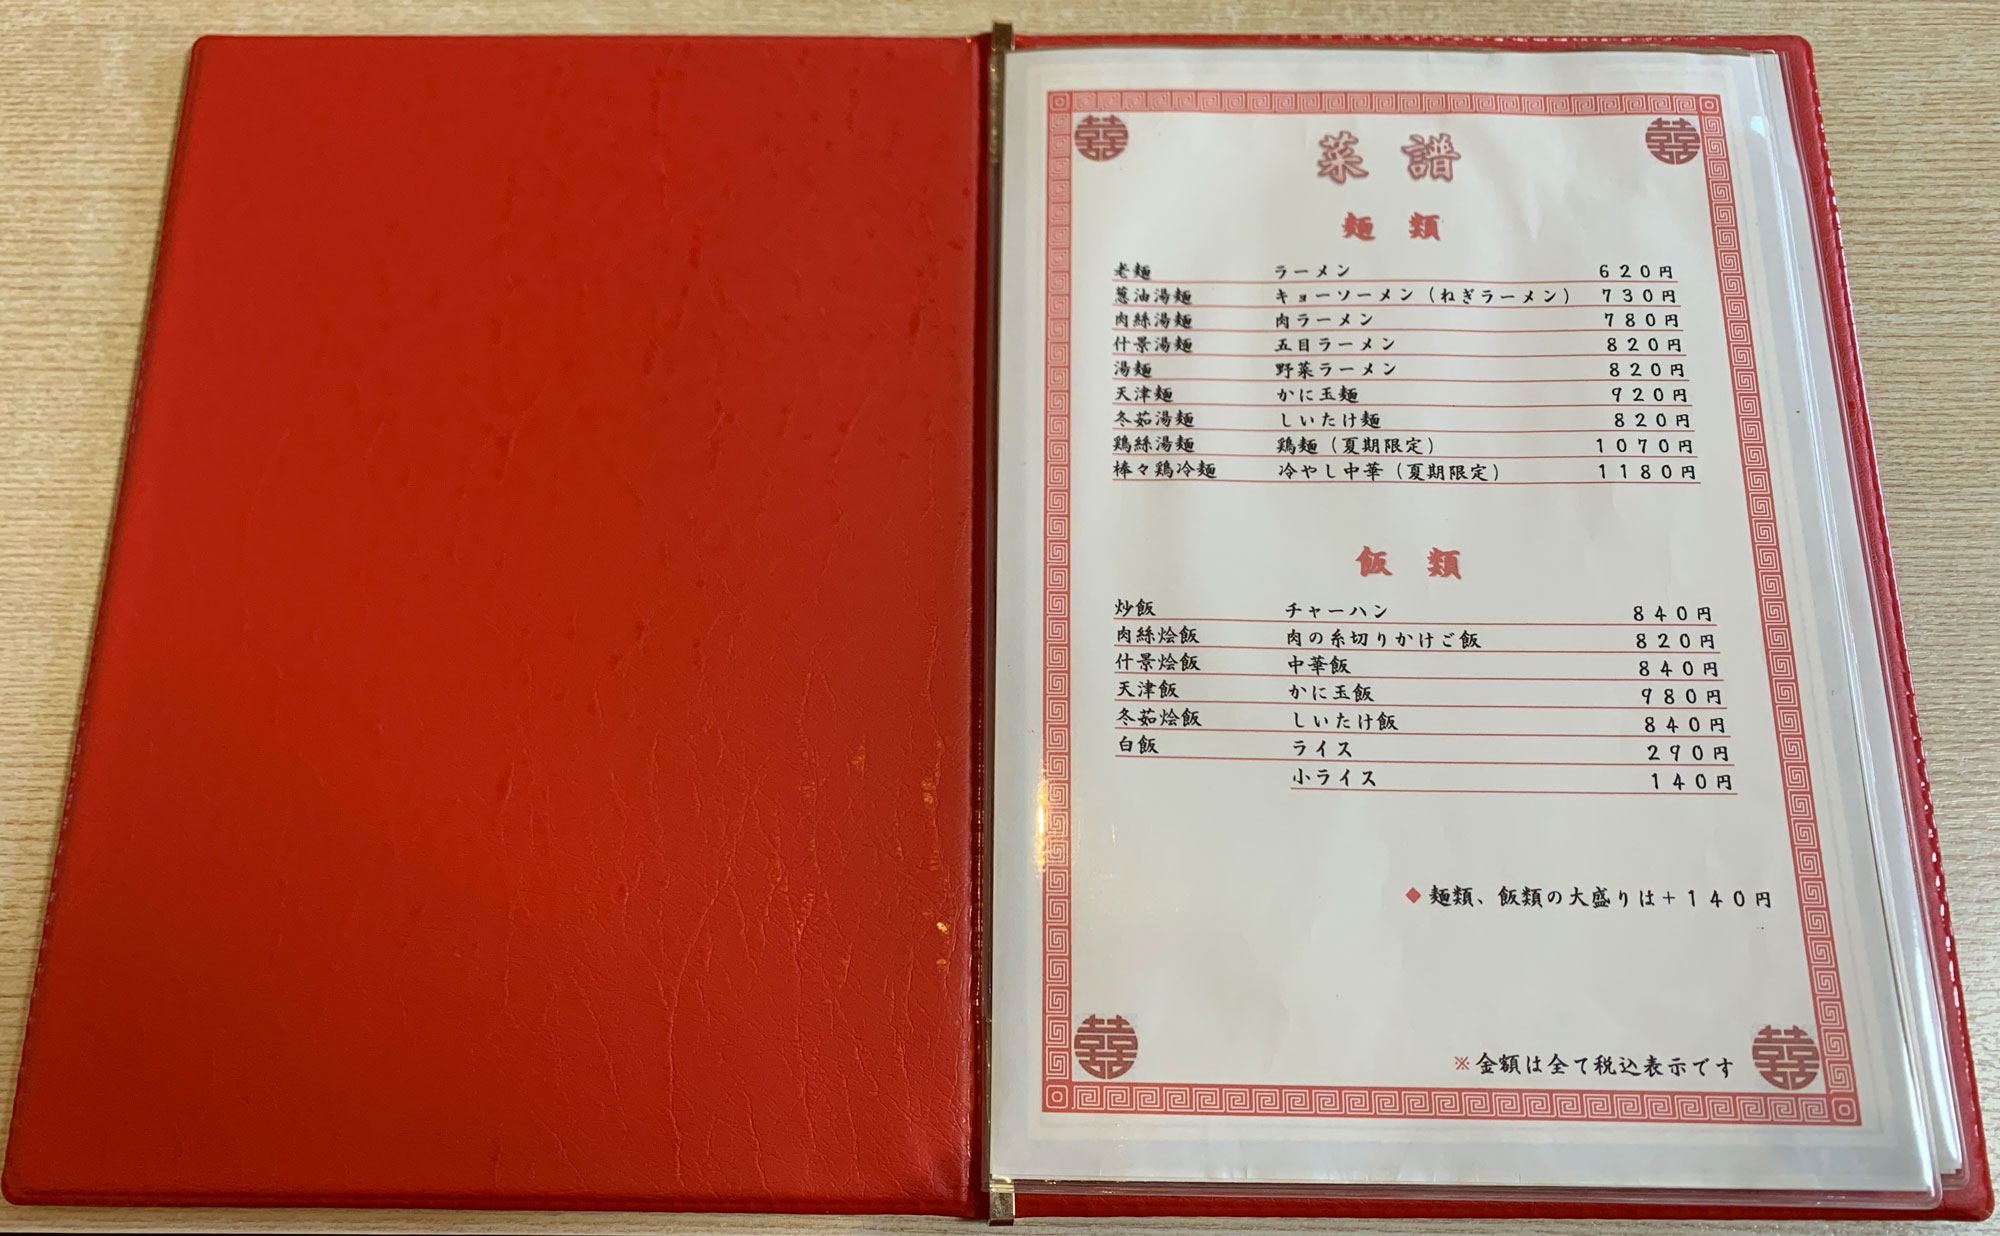 菜譜
麺類
老麺 ラーメン 620円
葱油湯麺 キョーソーメン(ねぎラーメン) 730円
肉絲湯麺 肉ラーメン 780円
什景湯麺 五目ラーメン 820円
湯麺 野菜ラーメン 820円
天津麺 かに玉麺 920円
冬茹湯麺 しいたけ麺 820円
鶏絲湯麺 鶏麺(夏期限定) 1070円
棒々鶏冷麺 冷やし中華(夏期限定) 1180円
飯類
炒飯 チャーハン 840円
肉絲烩飯 肉の糸切りかけご飯 820円
什景烩飯 中華飯 840円
天津飯 かに玉飯 980円
冬茹烩飯 しいたけ飯 840円
白飯 ライス 290円
小ライス 140円
◆麺類、飯類の大盛りは+140円
※金額は全て税込表示です